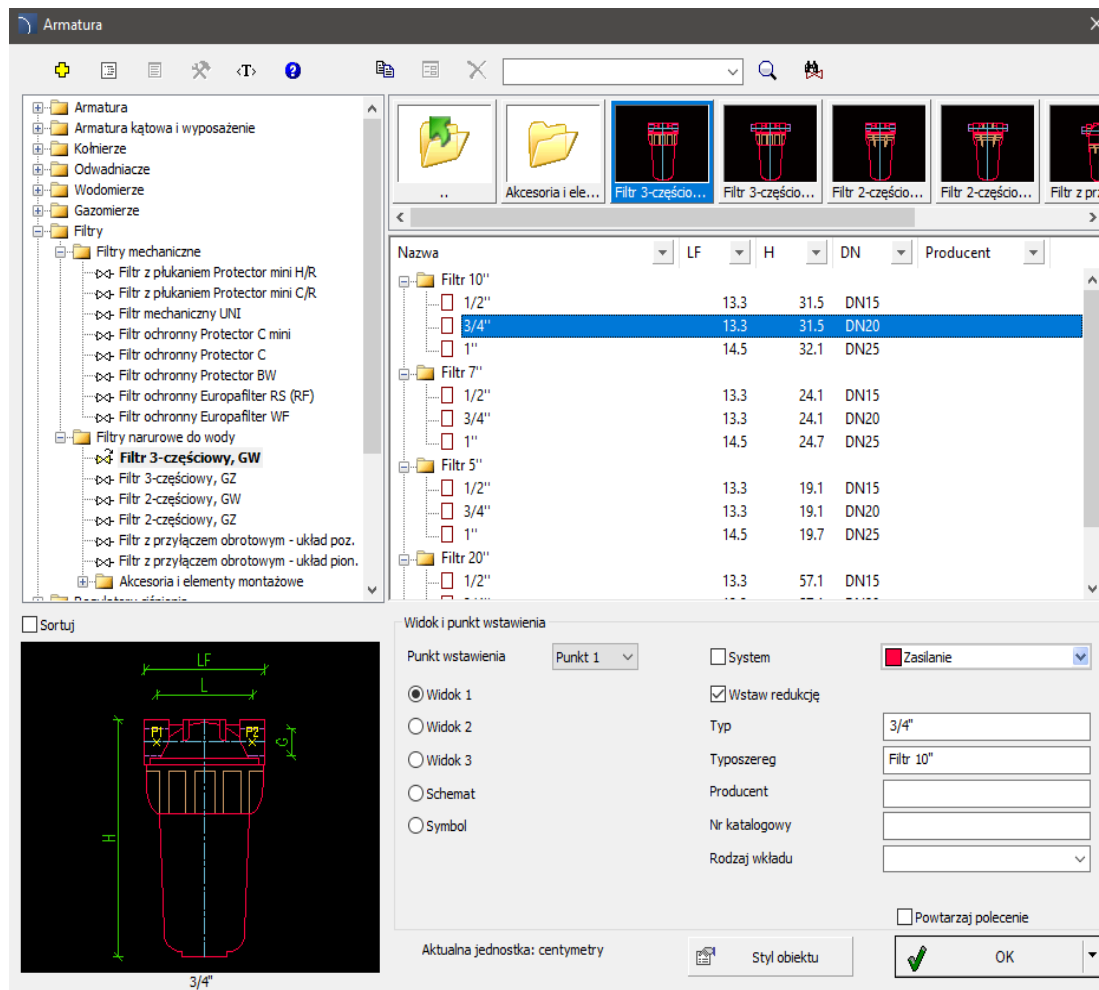 Armatura
<T>
Armatura
Armatura kątowa i wyposażenie
Kołnierze
Odwadniacze
Wodomierze
Gazomierze
Filtry
Filtry mechaniczne
Filtr z płukaniem Protector mini H/R
Filtr z płukaniem Protector mini C/R
Filtr mechaniczny UNI
Filtr ochronny Protector C mini
Filtr ochronny Protector C
Filtr ochronny Protector BW
Filtr ochronny Europafilter RS (RF)
Filtr ochronny Europafilter WF
Filtry narurowe do wody
Filtr 3-częściowy, GW
Filtr 3-częściowy, GZ
Filtr 2-częściowy, GW
Filtr 2-częściowy, GZ
Filtr z przyłączem obrotowym - układ poz.
Filtr z przyłączem obrotowym - układ pion.
Akcesoria i elementy montażowe
..
Akcesoria i ele...
Filtr 3-częścio...
Filtr 3-częścio...
Filtr 2-częścio...
Filtr 2-częścio...
Filtr z prz
Nazwa LF H DN Producent
Filtr 10"
1/2" 13.3 31.5 DN15
3/4" 13.3 31.5 DN20
1" 14.5 32.1 DN25
Filtr 7"
1/2" 13.3 24.1 DN15
3/4" 13.3 24.1 DN20
1" 14.5 24.7 DN25
Filtr 5"
1/2" 13.3 19.1 DN15
3/4" 13.3 19.1 DN20
1" 14.5 19.7 DN25
Filtr 20"
1/2" 13.3 57.1 DN15
Sortuj
LF
L
P1 P2
G
H
3/4"
Widok i punkt wstawienia
Punkt wstawienia Punkt 1
Widok 1
Widok 2
Widok 3
Schemat
Symbol
System Zasilanie
Wstaw redukcję
Typ 3/4"
Typoszereg Filtr 10"
Producent
Nr katalogowy
Rodzaj wkładu
Powtarzaj polecenie
Aktualna jednostka: centymetry
Styl obiektu
OK